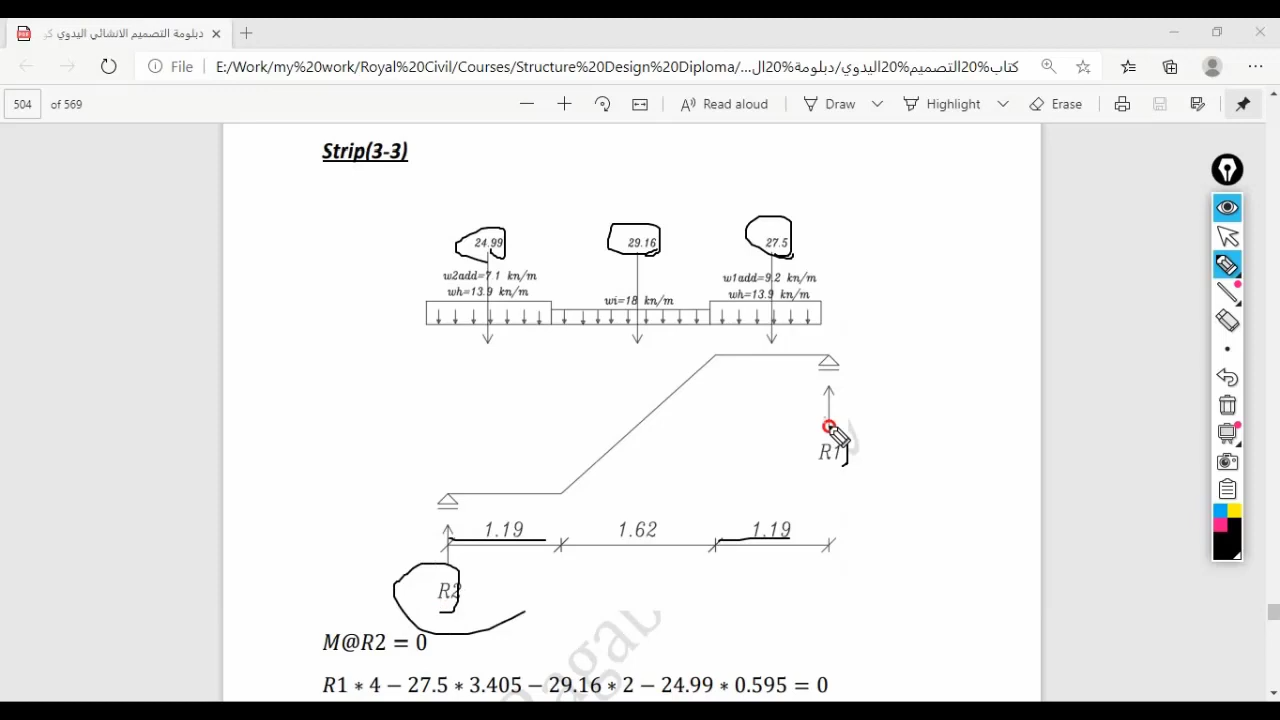 دبلومة التصميم الانشائي اليدوي ك
File E:/Work/my%20work/Royal%20Civil/Courses/Structure%20Design%20Diploma/...كتاب%20التصميم%20اليدوي/دبلومة%20ال
504 of 569 Read aloud Draw Highlight Erase
Strip(3-3)
24.99 29.16 27.5
w2add=7.1 kn/m w1add=9.2 kn/m
wh=13.9 kn/m wi=18 kn/m wh=13.9 kn/m
R1
1.19 1.62 1.19
R2
M@R2 = 0
R1 * 4 − 27.5 * 3.405 − 29.16 * 2 − 24.99 * 0.595 = 0